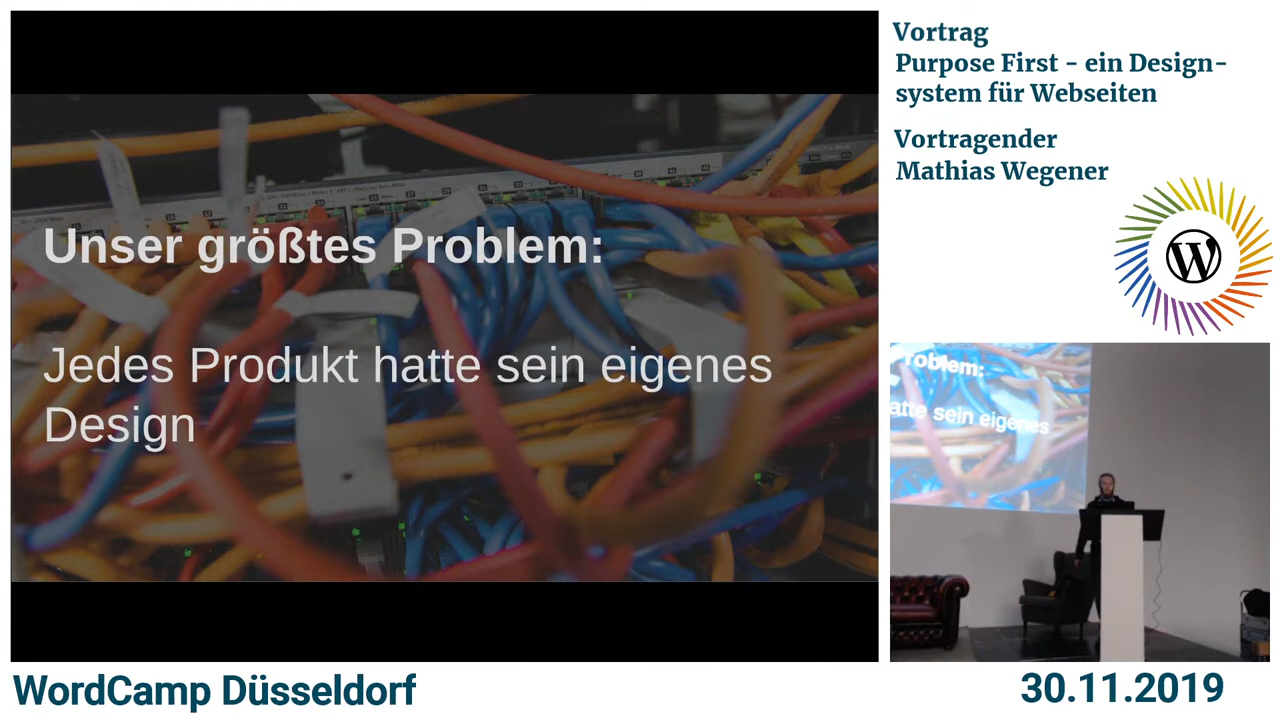 Unser größtes Problem:
Jedes Produkt hatte sein eigenes
Design
Vortrag
Purpose First - ein Design-
system für Webseiten
Vortragender
Mathias Wegener
W
roblem:
atte sein eigenes
WordCamp Düsseldorf
30.11.2019